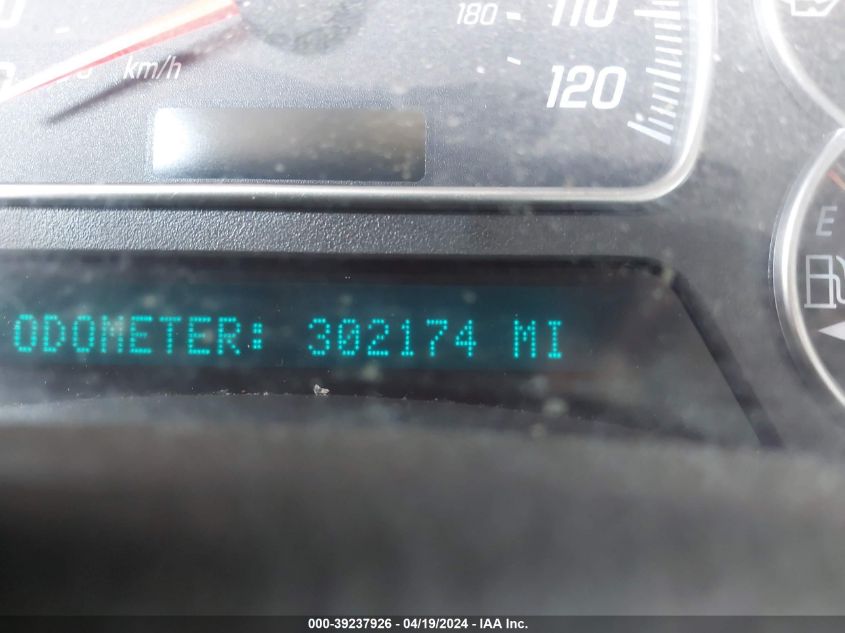 180 110
km/h
120
E
ODOMETER: 302174 MI
000-39237926 - 04/19/2024 - IAA Inc.